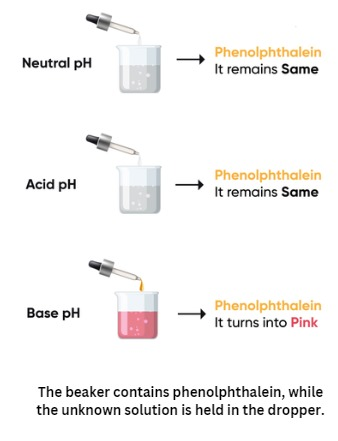 Neutral pH
Phenolphthalein
It remains Same
Acid pH
Phenolphthalein
It remains Same
Base pH
Phenolphthalein
It turns into Pink
The beaker contains phenolphthalein, while
the unknown solution is held in the dropper.